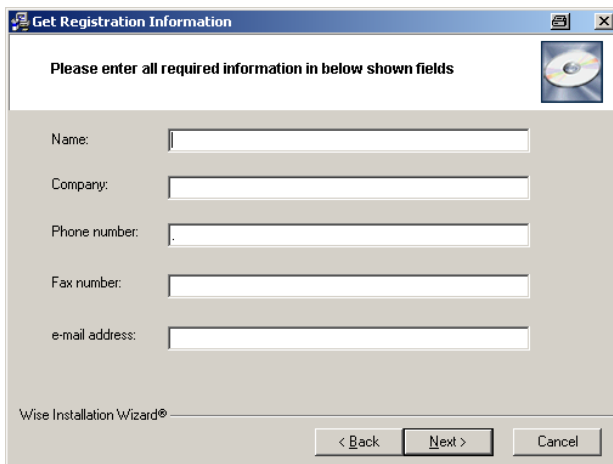 Get Registration Information
Please enter all required information in below shown fields
Name:
Company:
Phone number:
.
Fax number:
e-mail address:
Wise Installation Wizard®
< Back
Next >
Cancel